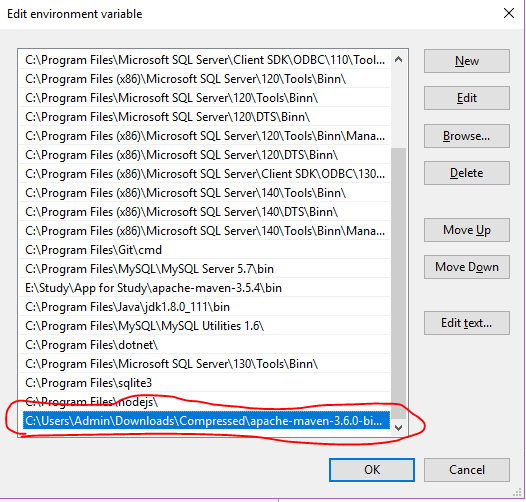 Edit environment variable
C:\Program Files\Microsoft SQL Server\Client SDK\ODBC\110\Tool...
C:\Program Files (x86)\Microsoft SQL Server\120\Tools\Binn\
C:\Program Files\Microsoft SQL Server\120\Tools\Binn\
C:\Program Files\Microsoft SQL Server\120\DTS\Binn\
C:\Program Files (x86)\Microsoft SQL Server\120\Tools\Binn\Mana...
C:\Program Files (x86)\Microsoft SQL Server\120\DTS\Binn\
C:\Program Files\Microsoft SQL Server\Client SDK\ODBC\130...
C:\Program Files (x86)\Microsoft SQL Server\140\Tools\Binn\
C:\Program Files (x86)\Microsoft SQL Server\140\DTS\Binn\
C:\Program Files (x86)\Microsoft SQL Server\140\Tools\Binn\Mana...
C:\Program Files\Git\cmd
C:\Program Files\MySQL\MySQL Server 5.7\bin
E:\Study\App for Study\apache-maven-3.5.4\bin
C:\Program Files\Java\jdk1.8.0_111\bin
C:\Program Files\MySQL\MySQL Utilities 1.6\
C:\Program Files\dotnet\
C:\Program Files\Microsoft SQL Server\130\Tools\Binn\
C:\Program Files\sqlite3
C:\Program Files\nodejs\
C:\Users\Admin\Downloads\Compressed\apache-maven-3.6.0-bi...
New
Edit
Browse...
Delete
Move Up
Move Down
Edit text...
OK
Cancel